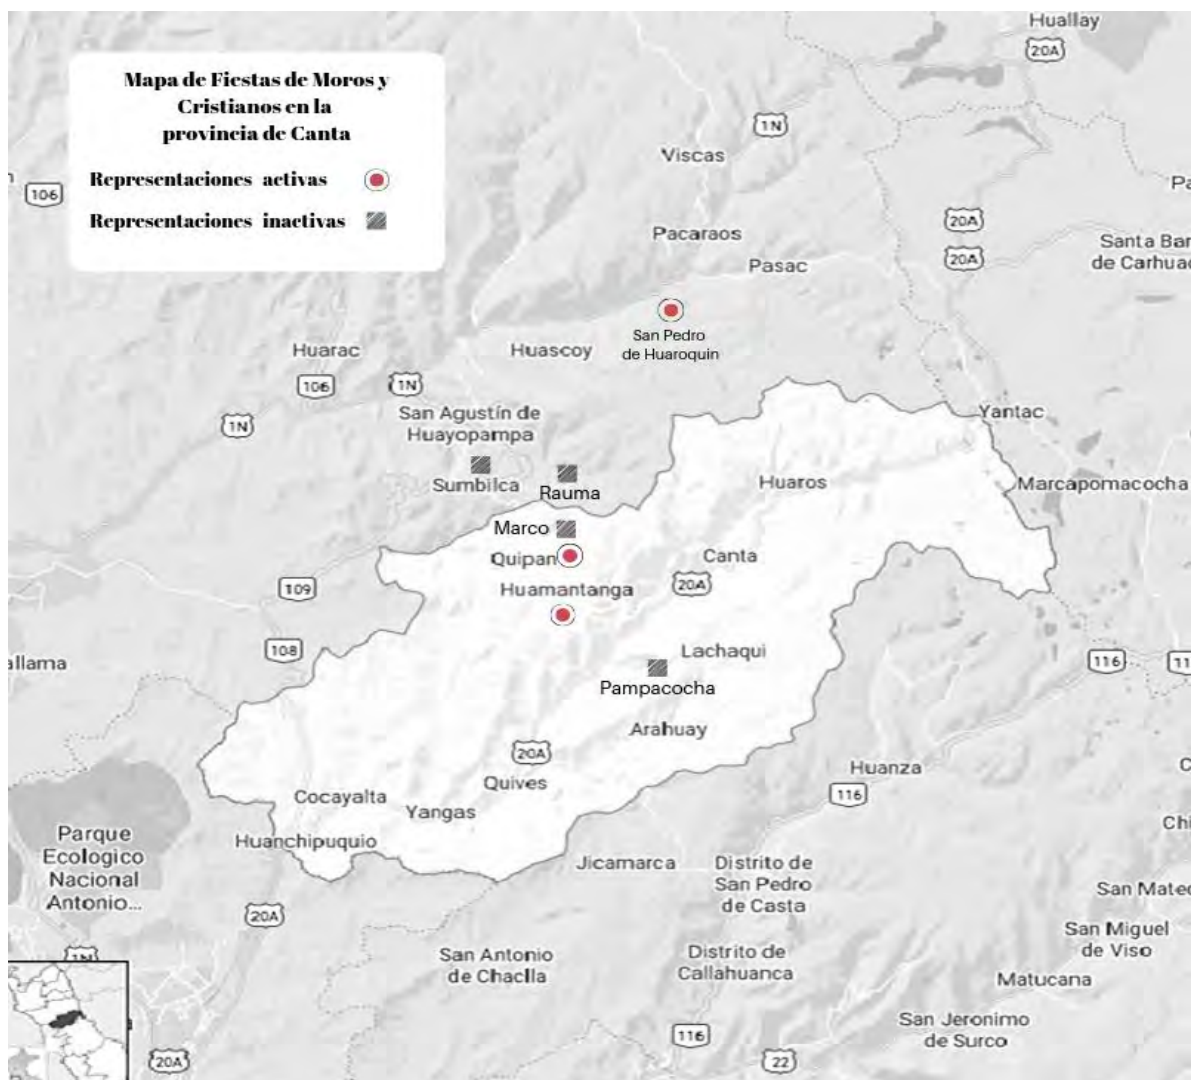 Huallay
20A
Mapa de Fiestas de Moros y
Cristianos en la
provincia de Canta
Representaciones activas
Representaciones inactivas
1N
Viscas
106
Pa
20A
Pacaraos
20A
Santa Bar
de Carhuac
Pasac
San Pedro
de Huaroquin
Huarac
Huascoy
106
1N
1N
San Agustín de
Huayopampa
Yantac
Sumbilca
Rauma
Huaros
Marcapomacocha
Marco
Quipan
Canta
109
Huamantanga
20A
108
Lachaqui
allama
116
11
Pampacocha
Arahuay
20A
Huanza
Quives
116
Cocayalta
Yangas
Chi
Parque
Ecologico
Nacional
Antonio...
Huanchipuquio
Jicamarca
Distrito de
San Pedro
de Casta
San Mateo
20A
San Miguel
de Viso
1N
San Antonio
de Chaclla
Distrito de
Callahuanca
Matucana
San Jeronimo
de Surco
116
20A
22